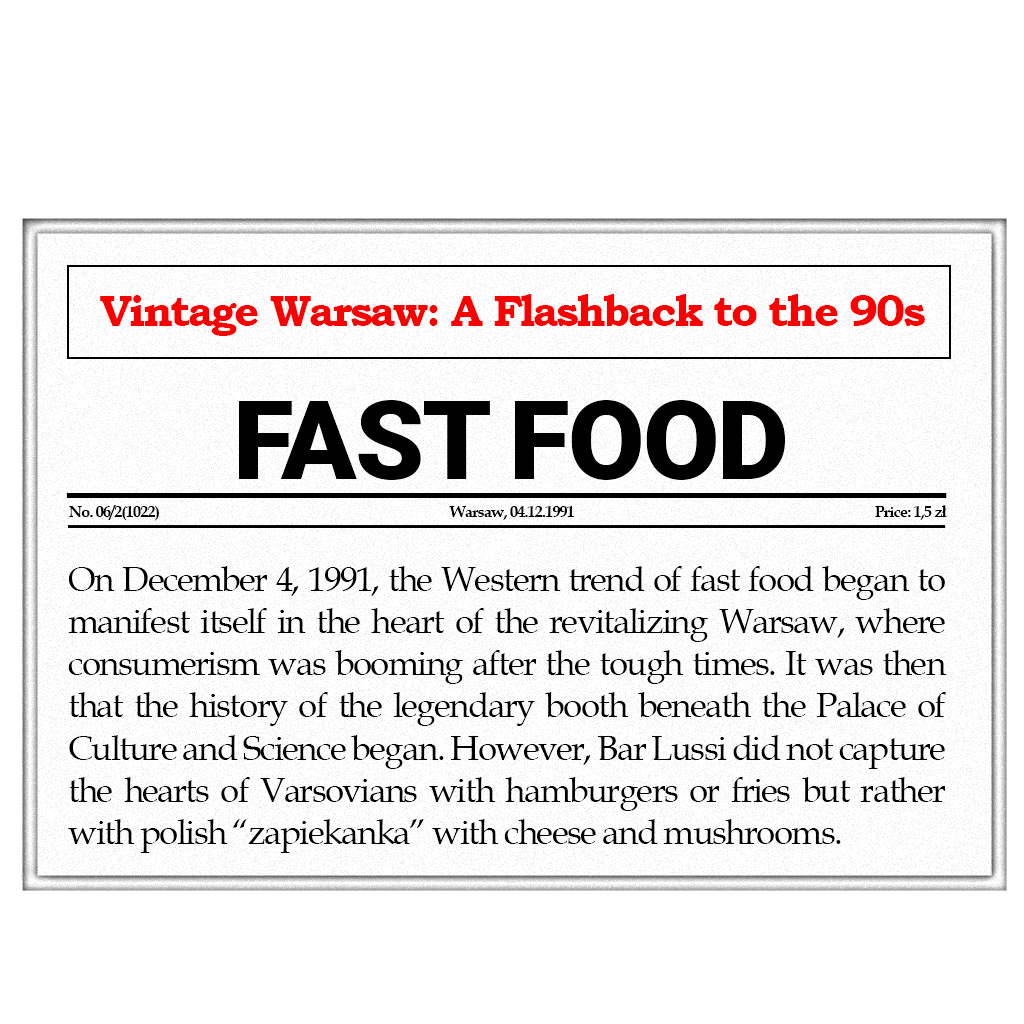 Vintage Warsaw: A Flashback to the 90s
FAST FOOD
No. 06/2(1022) Warsaw, 04.12.1991 Price: 1,5 zł
On December 4, 1991, the Western trend of fast food began to
manifest itself in the heart of the revitalizing Warsaw, where
consumerism was booming after the tough times. It was then
that the history of the legendary booth beneath the Palace of
Culture and Science began. However, Bar Lussi did not capture
the hearts of Varsovians with hamburgers or fries but rather
with polish “zapiekanka” with cheese and mushrooms.